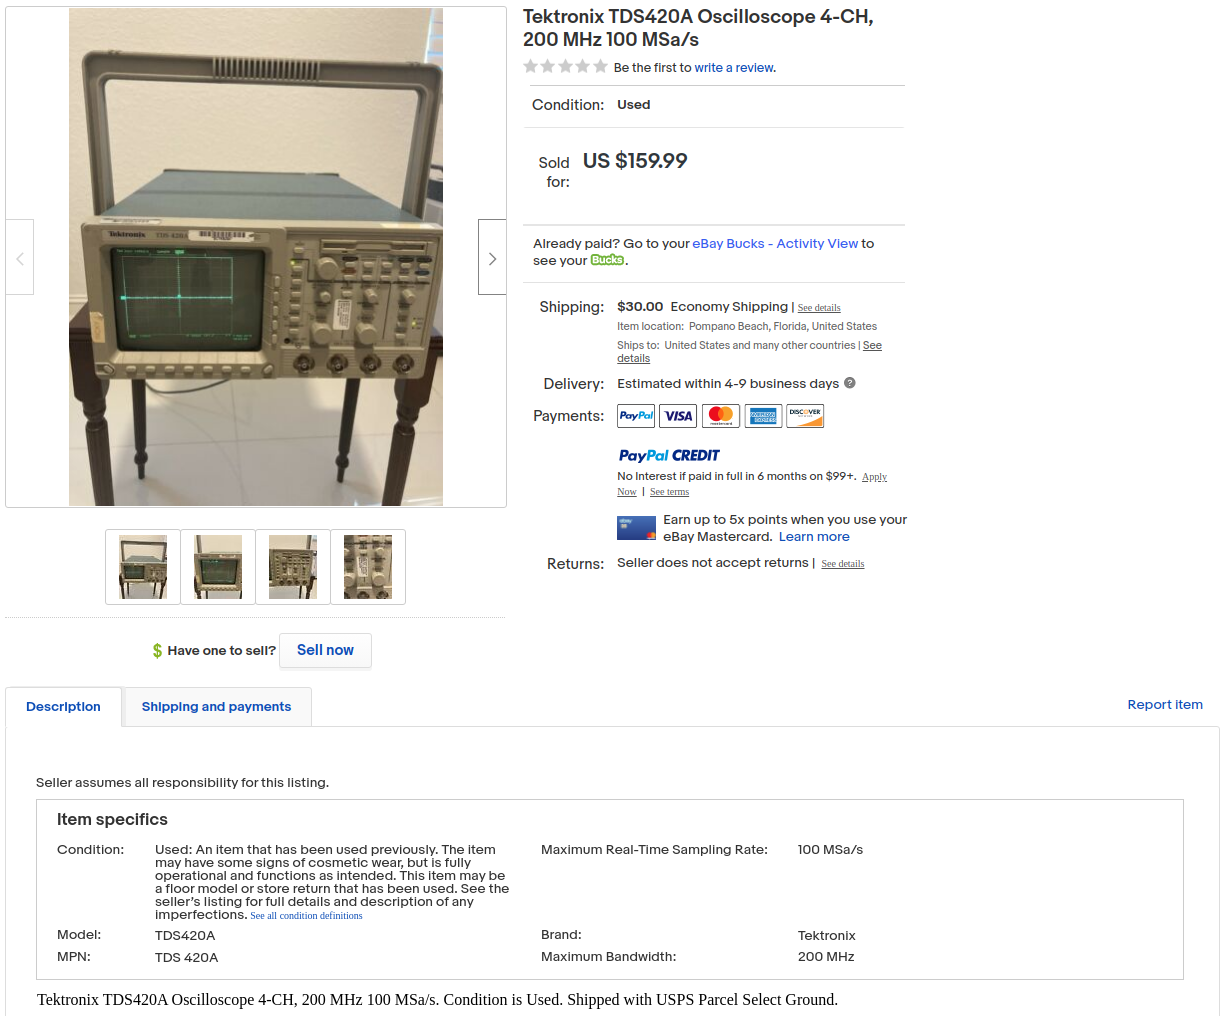 Tektronix TDS420A Oscilloscope 4-CH,
200 MHz 100 MSa/s
Be the first to write a review.
Condition: Used
Sold for: US $159.99
Already paid? Go to your eBay Bucks - Activity View to
see your Bucks.
Shipping: $30.00 Economy Shipping | See details
Item location: Pompano Beach, Florida, United States
Ships to: United States and many other countries | See
details
Delivery: Estimated within 4-9 business days ?
Payments: PayPal VISA mastercard AMERICAN EXPRESS DISCOVER
PayPal CREDIT
No Interest if paid in full in 6 months on $99+. Apply
Now | See terms
Earn up to 5x points when you use your
eBay Mastercard. Learn more
Returns: Seller does not accept returns | See details
Tektronix TDS 420A
$ Have one to sell? Sell now
Description Shipping and payments Report item
Seller assumes all responsibility for this listing.
Item specifics
Condition: Used: An item that has been used previously. The item Maximum Real-Time Sampling Rate: 100 MSa/s
may have some signs of cosmetic wear, but is fully
operational and functions as intended. This item may be
a floor model or store return that has been used. See the
seller's listing for full details and description of any
imperfections. See all condition definitions
Model: TDS420A Brand: Tektronix
MPN: TDS 420A Maximum Bandwidth: 200 MHz
Tektronix TDS420A Oscilloscope 4-CH, 200 MHz 100 MSa/s. Condition is Used. Shipped with USPS Parcel Select Ground.